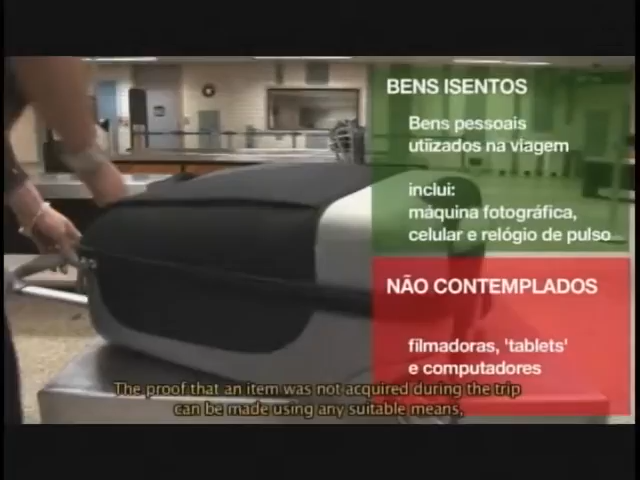 BENS ISENTOS
Bens pessoais
utiizados na viagem
inclui:
máquina fotográfica,
celular e relógio de pulso
NÃO CONTEMPLADOS
filmadoras, 'tablets'
e computadores
The proof that an item was not acquired during the trip
can be made using any suitable means,